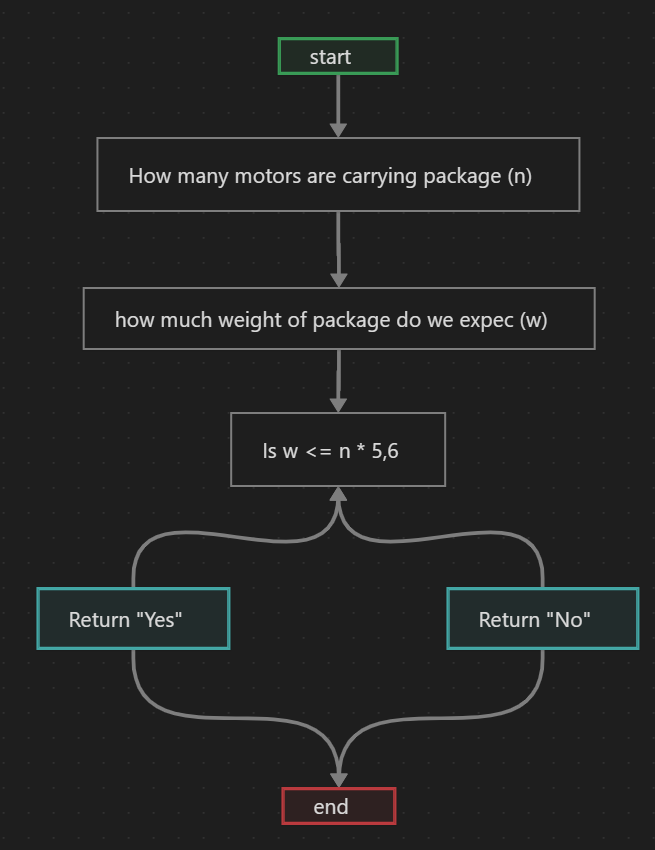 start
How many motors are carrying package (n)
how much weight of package do we expec (w)
Is w <= n * 5,6
Return "Yes"
Return "No"
end